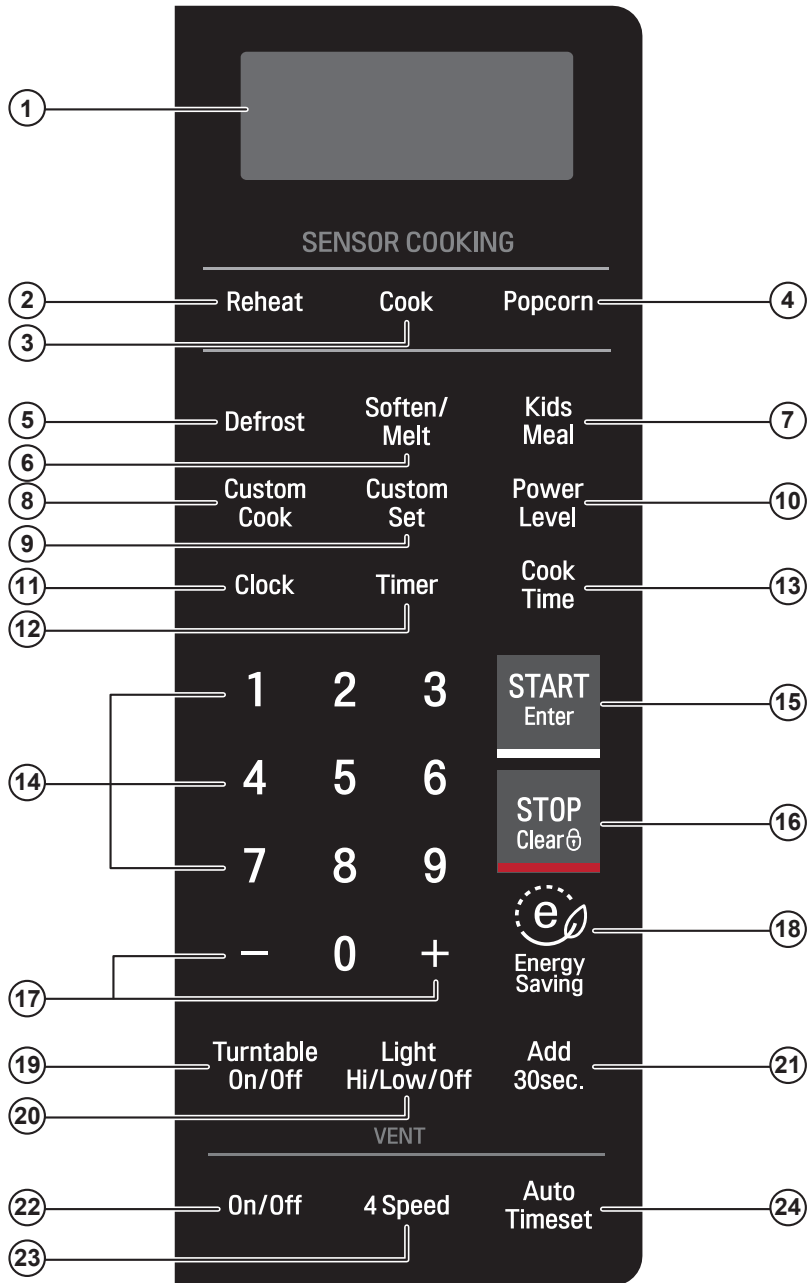 1
SENSOR COOKING
2 Reheat Cook Popcorn 4
3
5 Defrost Soften/ Melt Kids Meal 7
6
8 Custom Cook Custom Set Power Level 10
9
11 Clock Timer Cook Time 13
12
1 2 3 START Enter 15
14 4 5 6 STOP Clear 16
7 8 9
e Energy Saving 18
17 − 0 +
19 Turntable On/Off Light Hi/Low/Off Add 30sec. 21
20
VENT
22 On/Off 4 Speed Auto Timeset 24
23